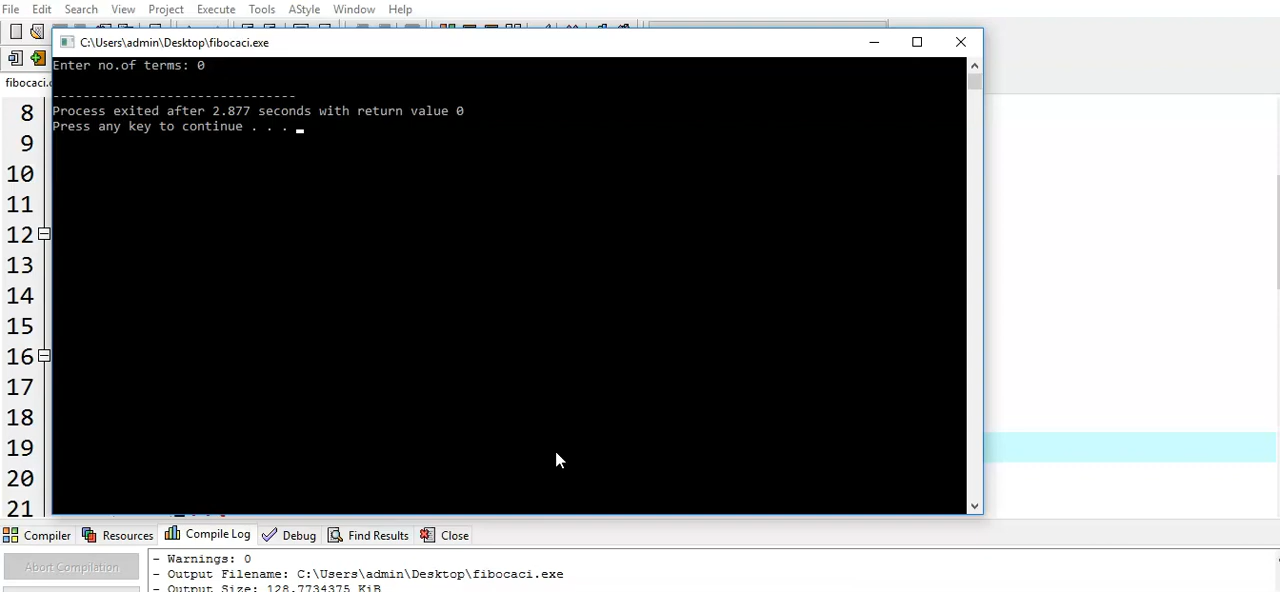 File Edit Search View Project Execute Tools AStyle Window Help
C:\Users\admin\Desktop\fibocaci.exe
Enter no.of terms: 0
fibocaci.
--------------------------------
Process exited after 2.877 seconds with return value 0
Press any key to continue . . .
8
9
10
11
12
13
14
15
16
17
18
19
20
21
Compiler Resources Compile Log Debug Find Results Close
Abort Compilation
- Warnings: 0
- Output Filename: C:\Users\admin\Desktop\fibocaci.exe
- Output Size: 128.7734375 KiB